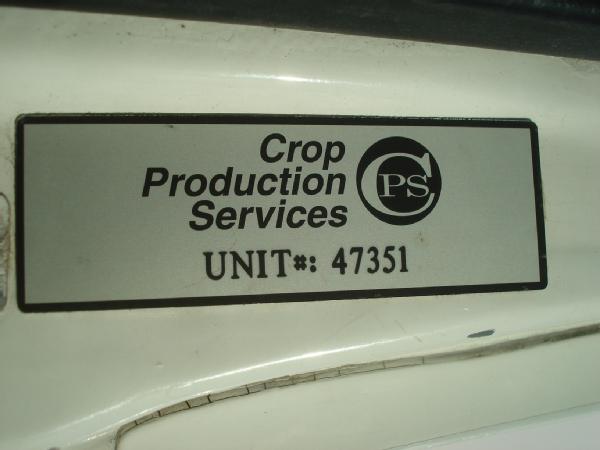 Crop
Production
Services
CPS
UNIT#: 47351